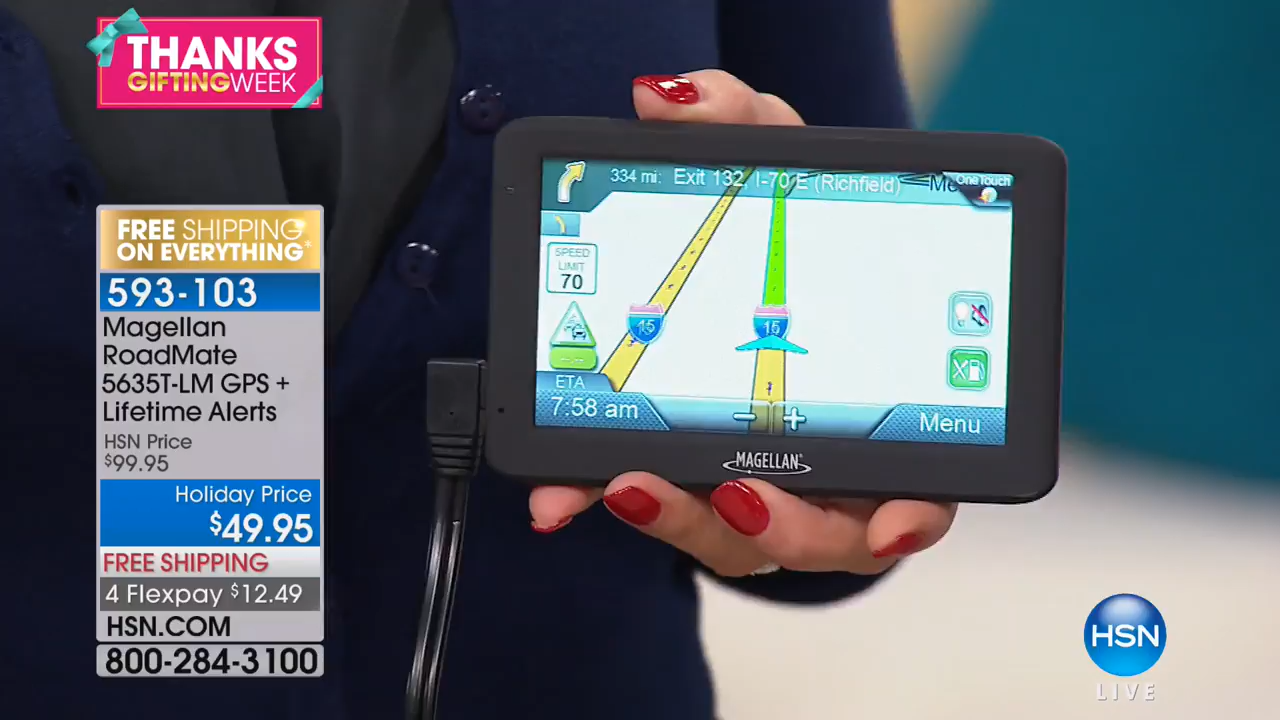 THANKS
GIFTINGWEEK
FREE SHIPPING
ON EVERYTHING*
593-103
Magellan
RoadMate
5635T-LM GPS +
Lifetime Alerts
HSN Price
$99.95
Holiday Price
$49.95
FREE SHIPPING
4 Flexpay $12.49
HSN.COM
800-284-3100
334 mi: Exit 132, I-70 E (Richfield)
OneTouch
SPEED
LIMIT
70
15
15
ETA
7:58 am
Menu
MAGELLAN
HSN
LIVE